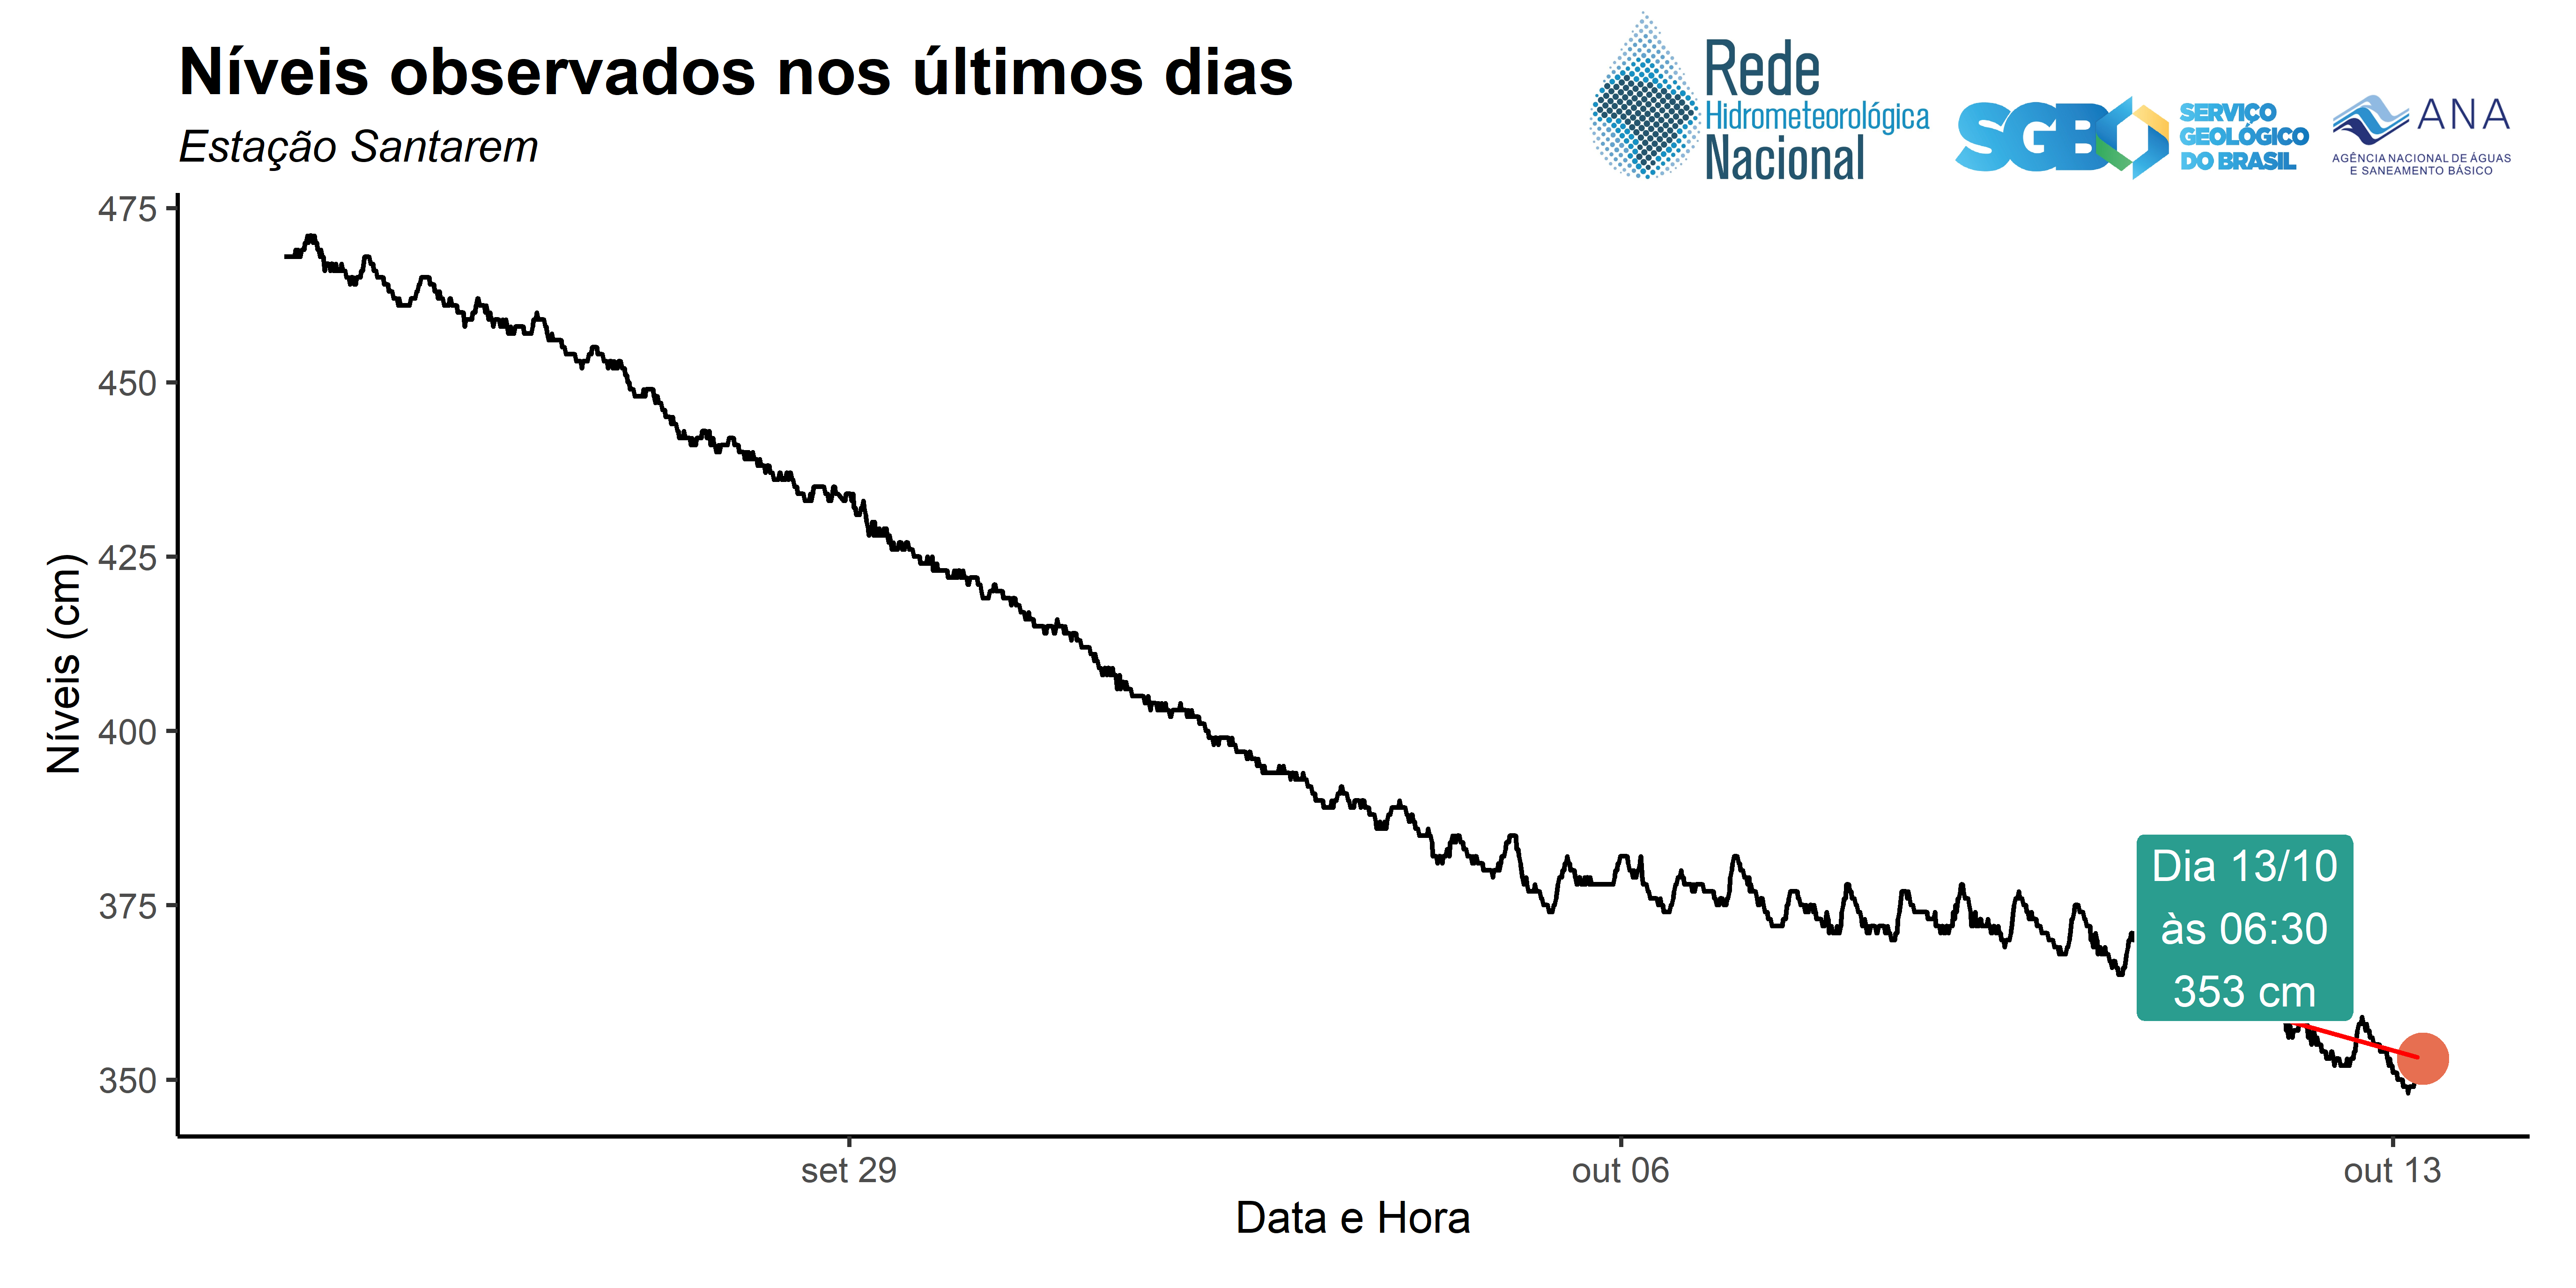 Níveis observados nos últimos dias
Estação Santarem
Rede
Hidrometeorológica
Nacional
SGB
SERVIÇO
GEOLÓGICO
DO BRASIL
ANA
AGÊNCIA NACIONAL DE ÁGUAS
E SANEAMENTO BÁSICO
475
450
425
400
375
350
Níveis (cm)
Dia 13/10
às 06:30
353 cm
set 29
out 06
out 13
Data e Hora